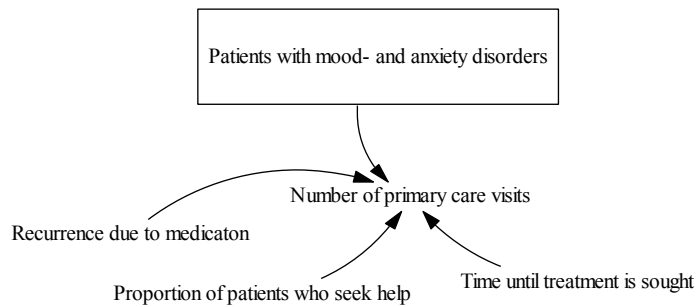 Patients with mood- and anxiety disorders
Number of primary care visits
Recurrence due to medicaton
Proportion of patients who seek help
Time until treatment is sought